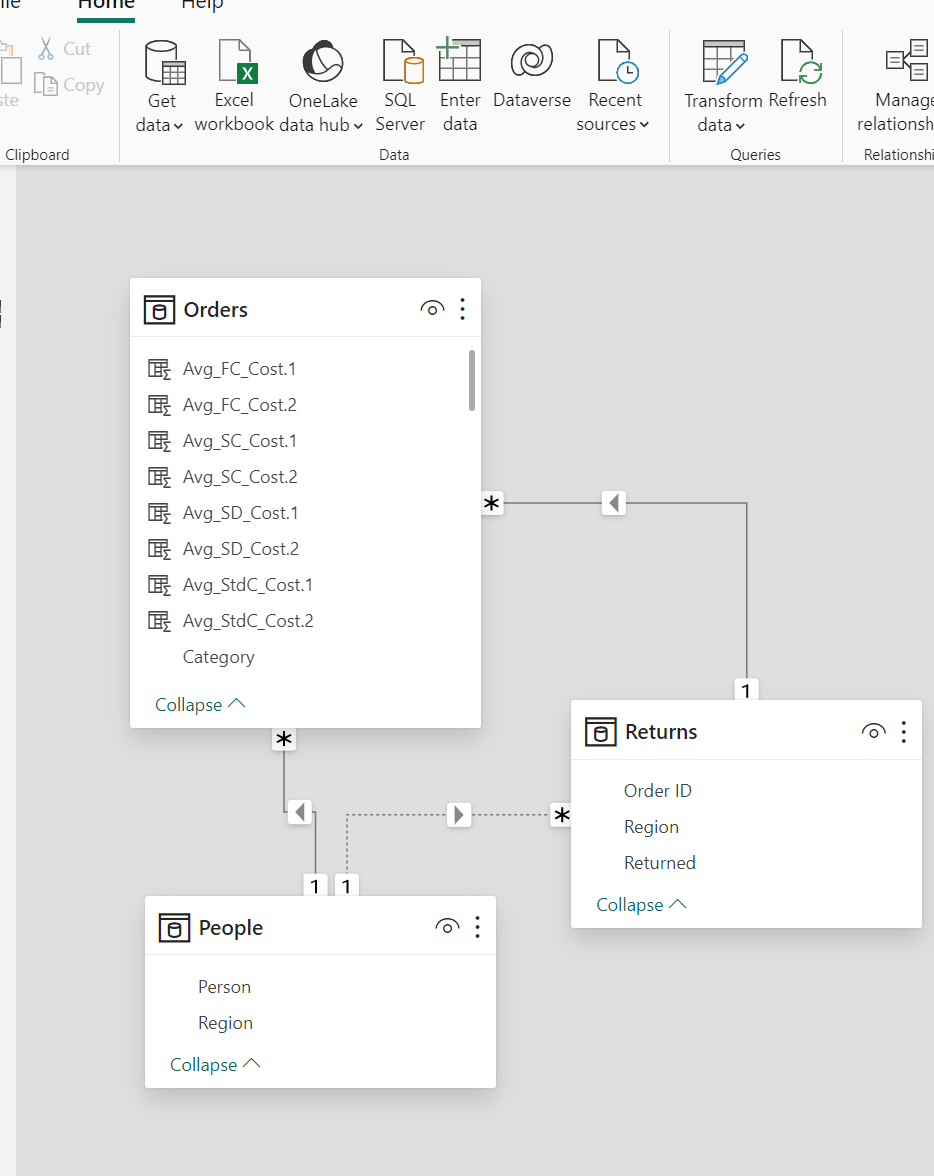 Home Help
Cut
Copy
Get data
Excel workbook
OneLake data hub
SQL Server
Enter data
Dataverse
Recent sources
Transform data
Refresh
Manage
Clipboard
Data
Queries
Orders
Avg_FC_Cost.1
Avg_FC_Cost.2
Avg_SC_Cost.1
Avg_SC_Cost.2
Avg_SD_Cost.1
Avg_SD_Cost.2
Avg_StdC_Cost.1
Avg_StdC_Cost.2
Category
Collapse
*
1
*
Returns
Order ID
Region
Returned
Collapse
*
1 1
People
Person
Region
Collapse